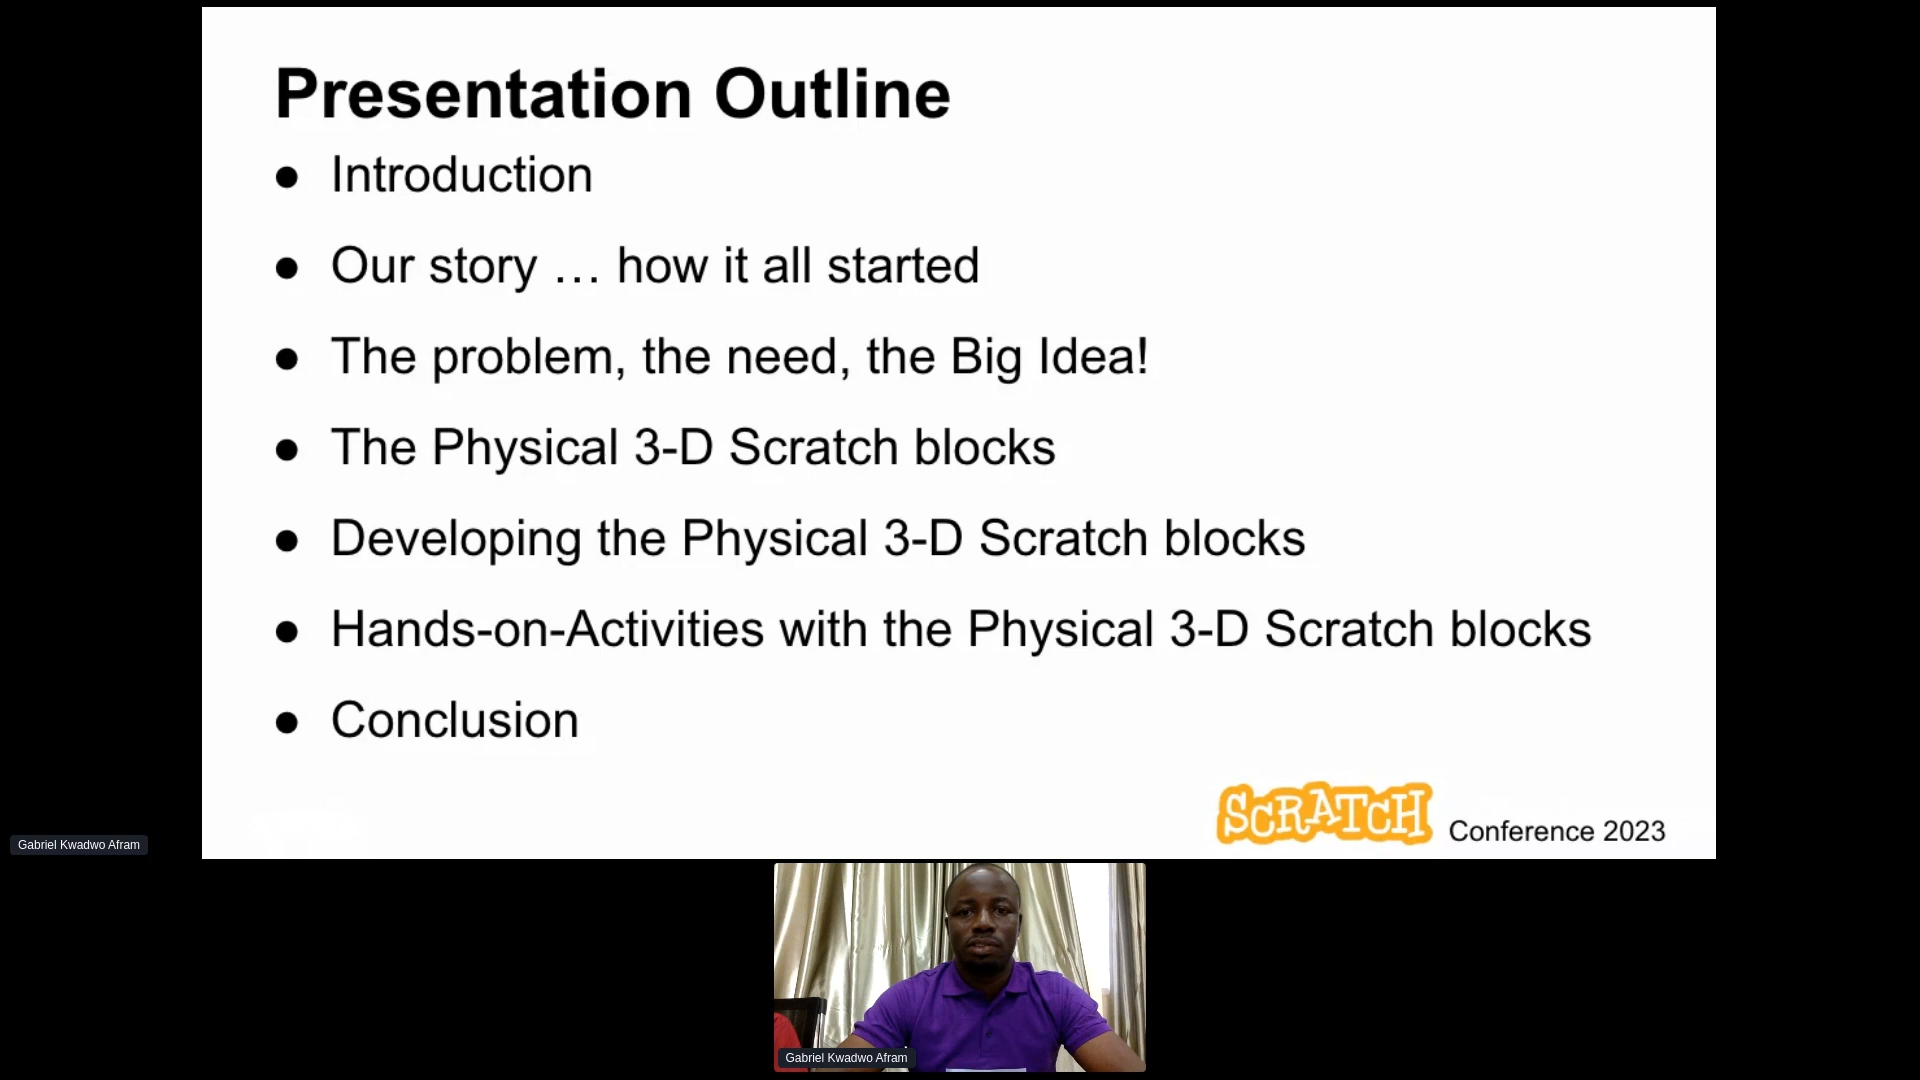 Presentation Outline
● Introduction
● Our story … how it all started
● The problem, the need, the Big Idea!
● The Physical 3-D Scratch blocks
● Developing the Physical 3-D Scratch blocks
● Hands-on-Activities with the Physical 3-D Scratch blocks
● Conclusion
SCRATCH Conference 2023
Gabriel Kwadwo Afram
Gabriel Kwadwo Afram